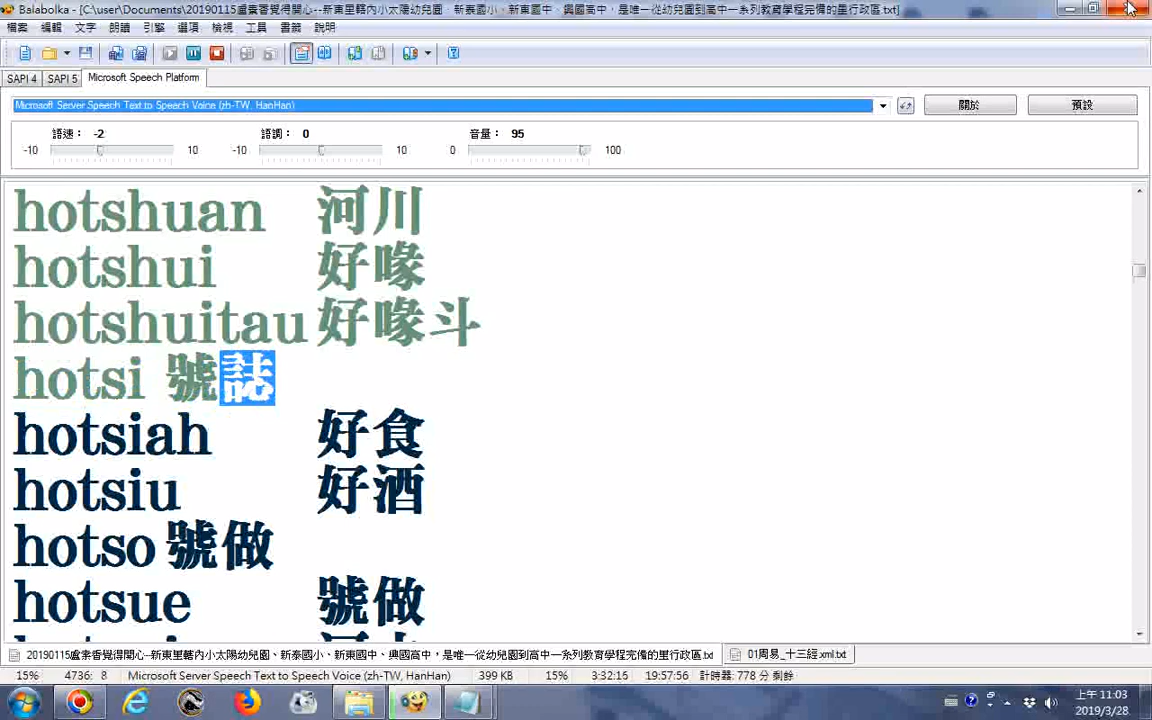 Balabolka - [C:\user\Documents\20190115盧素香覺得開心--新東里轄內小太陽幼兒園、新泰國小、新東國中、興國高中，是唯一從幼兒園到高中一系列教育學程完備的里行政區.txt]
檔案 編輯 文字 朗讀 引擎 選項 檢視 工具 書籤 說明
SAPI 4 SAPI 5 Microsoft Speech Platform
Microsoft Server Speech Text to Speech Voice (zh-TW, HanHan) 關於 預設
語速： -2 語調： 0 音量： 95
-10 10 -10 10 0 100
hotshuan 河川
hotshui 好喙
hotshuitau 好喙斗
hotsi 號誌
hotsiah 好食
hotsiu 好酒
hotso 號做
hotsue 號做
20190115盧素香覺得開心--新東里轄內小太陽幼兒園、新泰國小、新東國中、興國高中，是唯一從幼兒園到高中一系列教育學程完備的里行政區.txt 01周易_十三經.xml.txt
15% 4736: 8 Microsoft Server Speech Text to Speech Voice (zh-TW, HanHan) 399 KB 15% 3:32:16 19:57:56 計時器: 778 分 剩餘
上午 11:03
2019/3/28